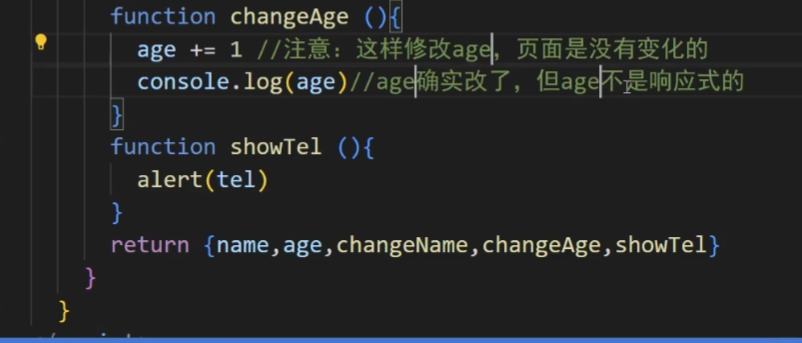 function changeAge (){
age += 1 //注意：这样修改age，页面是没有变化的
console.log(age)//age确实改了，但age不是响应式的
}
function showTel (){
alert(tel)
}
return {name,age,changeName,changeAge,showTel}
}
}